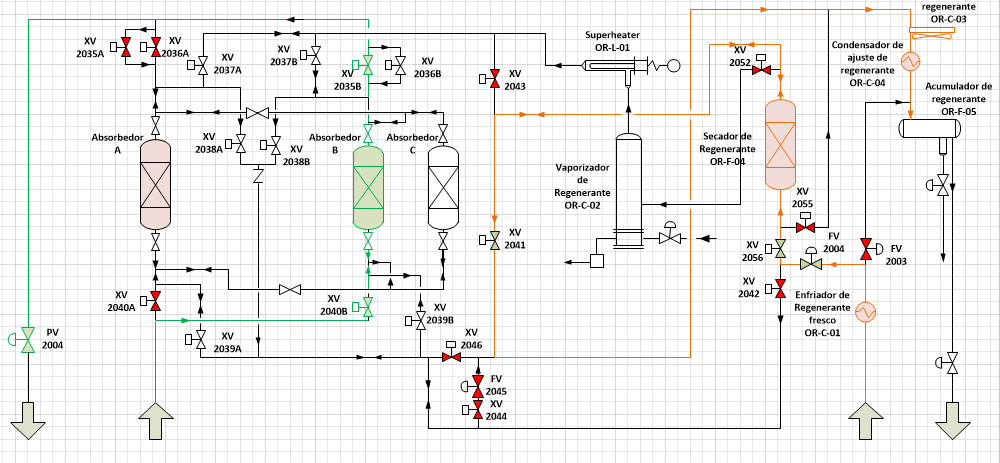 regenerante
OR-C-03
XV
2035A
XV
2036A
XV
2037A
XV
2037B
XV
2035B
XV
2036B
XV
2043
Superheater
OR-L-01
XV
2052
Condensador de
ajuste de
regenerante
OR-C-04
Acumulador de
regenerante
OR-F-05
Absorbedor
A
XV
2038A
XV
2038B
Absorbedor
B
Absorbedor
C
Secador de
Regenerante
OR-F-04
Vaporizador
de
Regenerante
OR-C-02
XV
2055
XV
2041
XV
2056
FV
2004
FV
2003
XV
2042
Enfriador de
Regenerante
fresco
OR-C-01
XV
2040A
XV
2040B
XV
2039B
XV
2039A
PV
2004
XV
2046
FV
2045
XV
2044